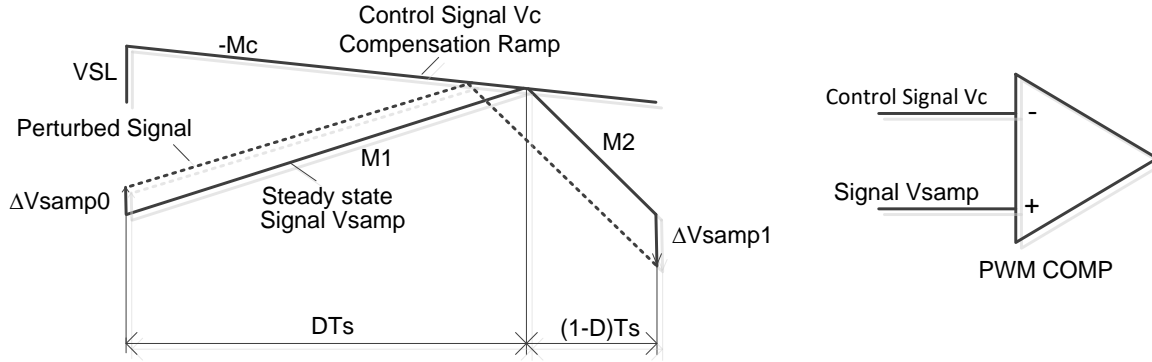 Control Signal Vc
Compensation Ramp
-Mc
VSL
Perturbed Signal
M1
M2
Steady state
Signal Vsamp
ΔVsamp0
ΔVsamp1
DTs
(1-D)Ts
Control Signal Vc
-
Signal Vsamp
+
PWM COMP